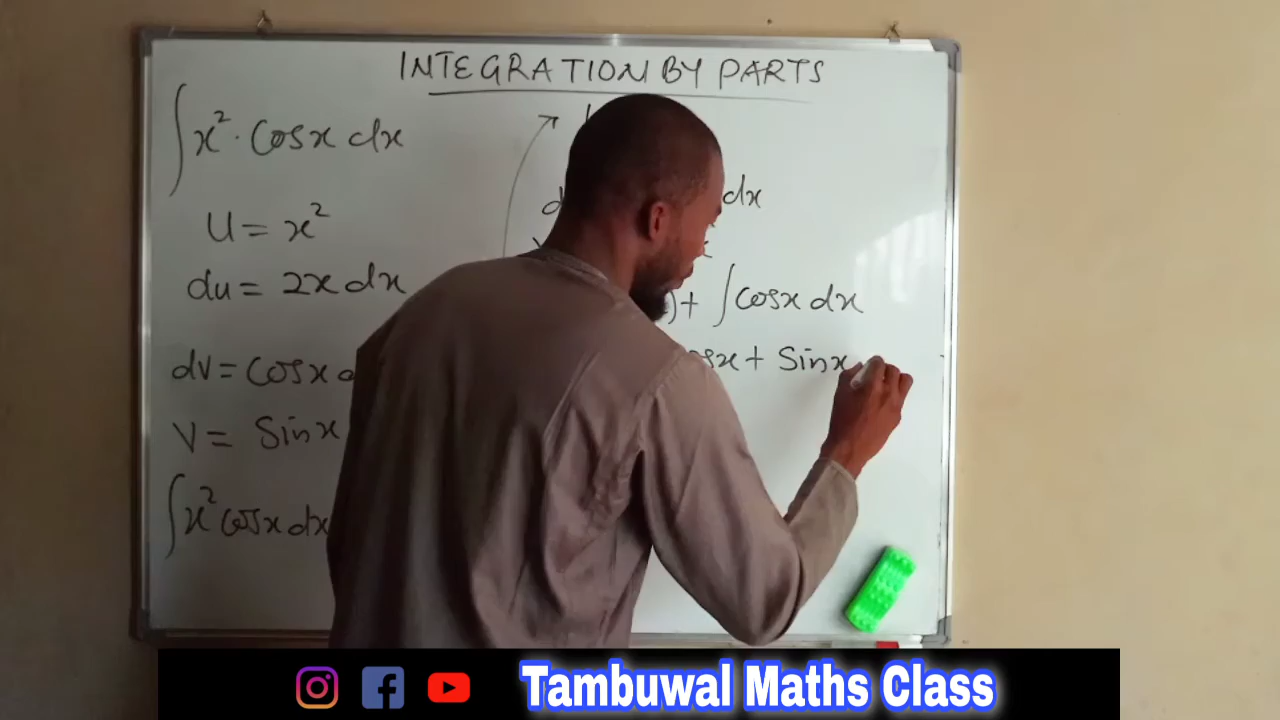 INTEGRATION BY PARTS
∫x²·Cosx dx
U = x²
du = 2x dx
dV = Cosx
V = Sinx
∫x² Cosx dx
dx
+ ∫Cosx dx
+ Sinx
Tambuwal Maths Class